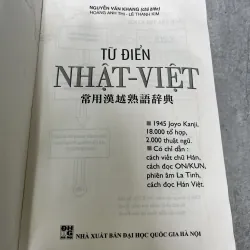 NGUYỄN VĂN KHANG (chủ biên)
HOÀNG ANH THI - LÊ THANH KIM
TỪ ĐIỂN
NHẬT-VIỆT
常用漢越熟語辞典
1945 Joyo Kanji,
18.000 tổ hợp,
2.000 thuật ngũ.
Có chỉ dẫn:
cách viết chữ Hán,
cách đọc ON/KUN,
phiên âm La Tinh,
cách đọc Hán Việt.
NHÀ XUẤT BẢN ĐẠI HỌC QUỐC GIA HÀ NỘI